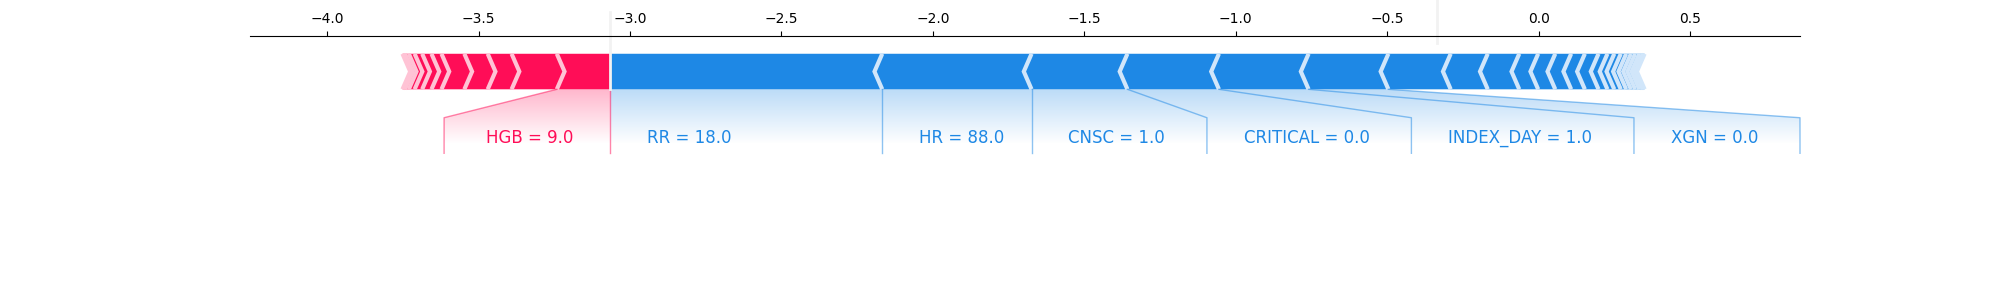 −4.0 −3.5 −3.0 −2.5 −2.0 −1.5 −1.0 −0.5 0.0 0.5
HGB = 9.0 RR = 18.0 HR = 88.0 CNSC = 1.0 CRITICAL = 0.0 INDEX_DAY = 1.0 XGN = 0.0